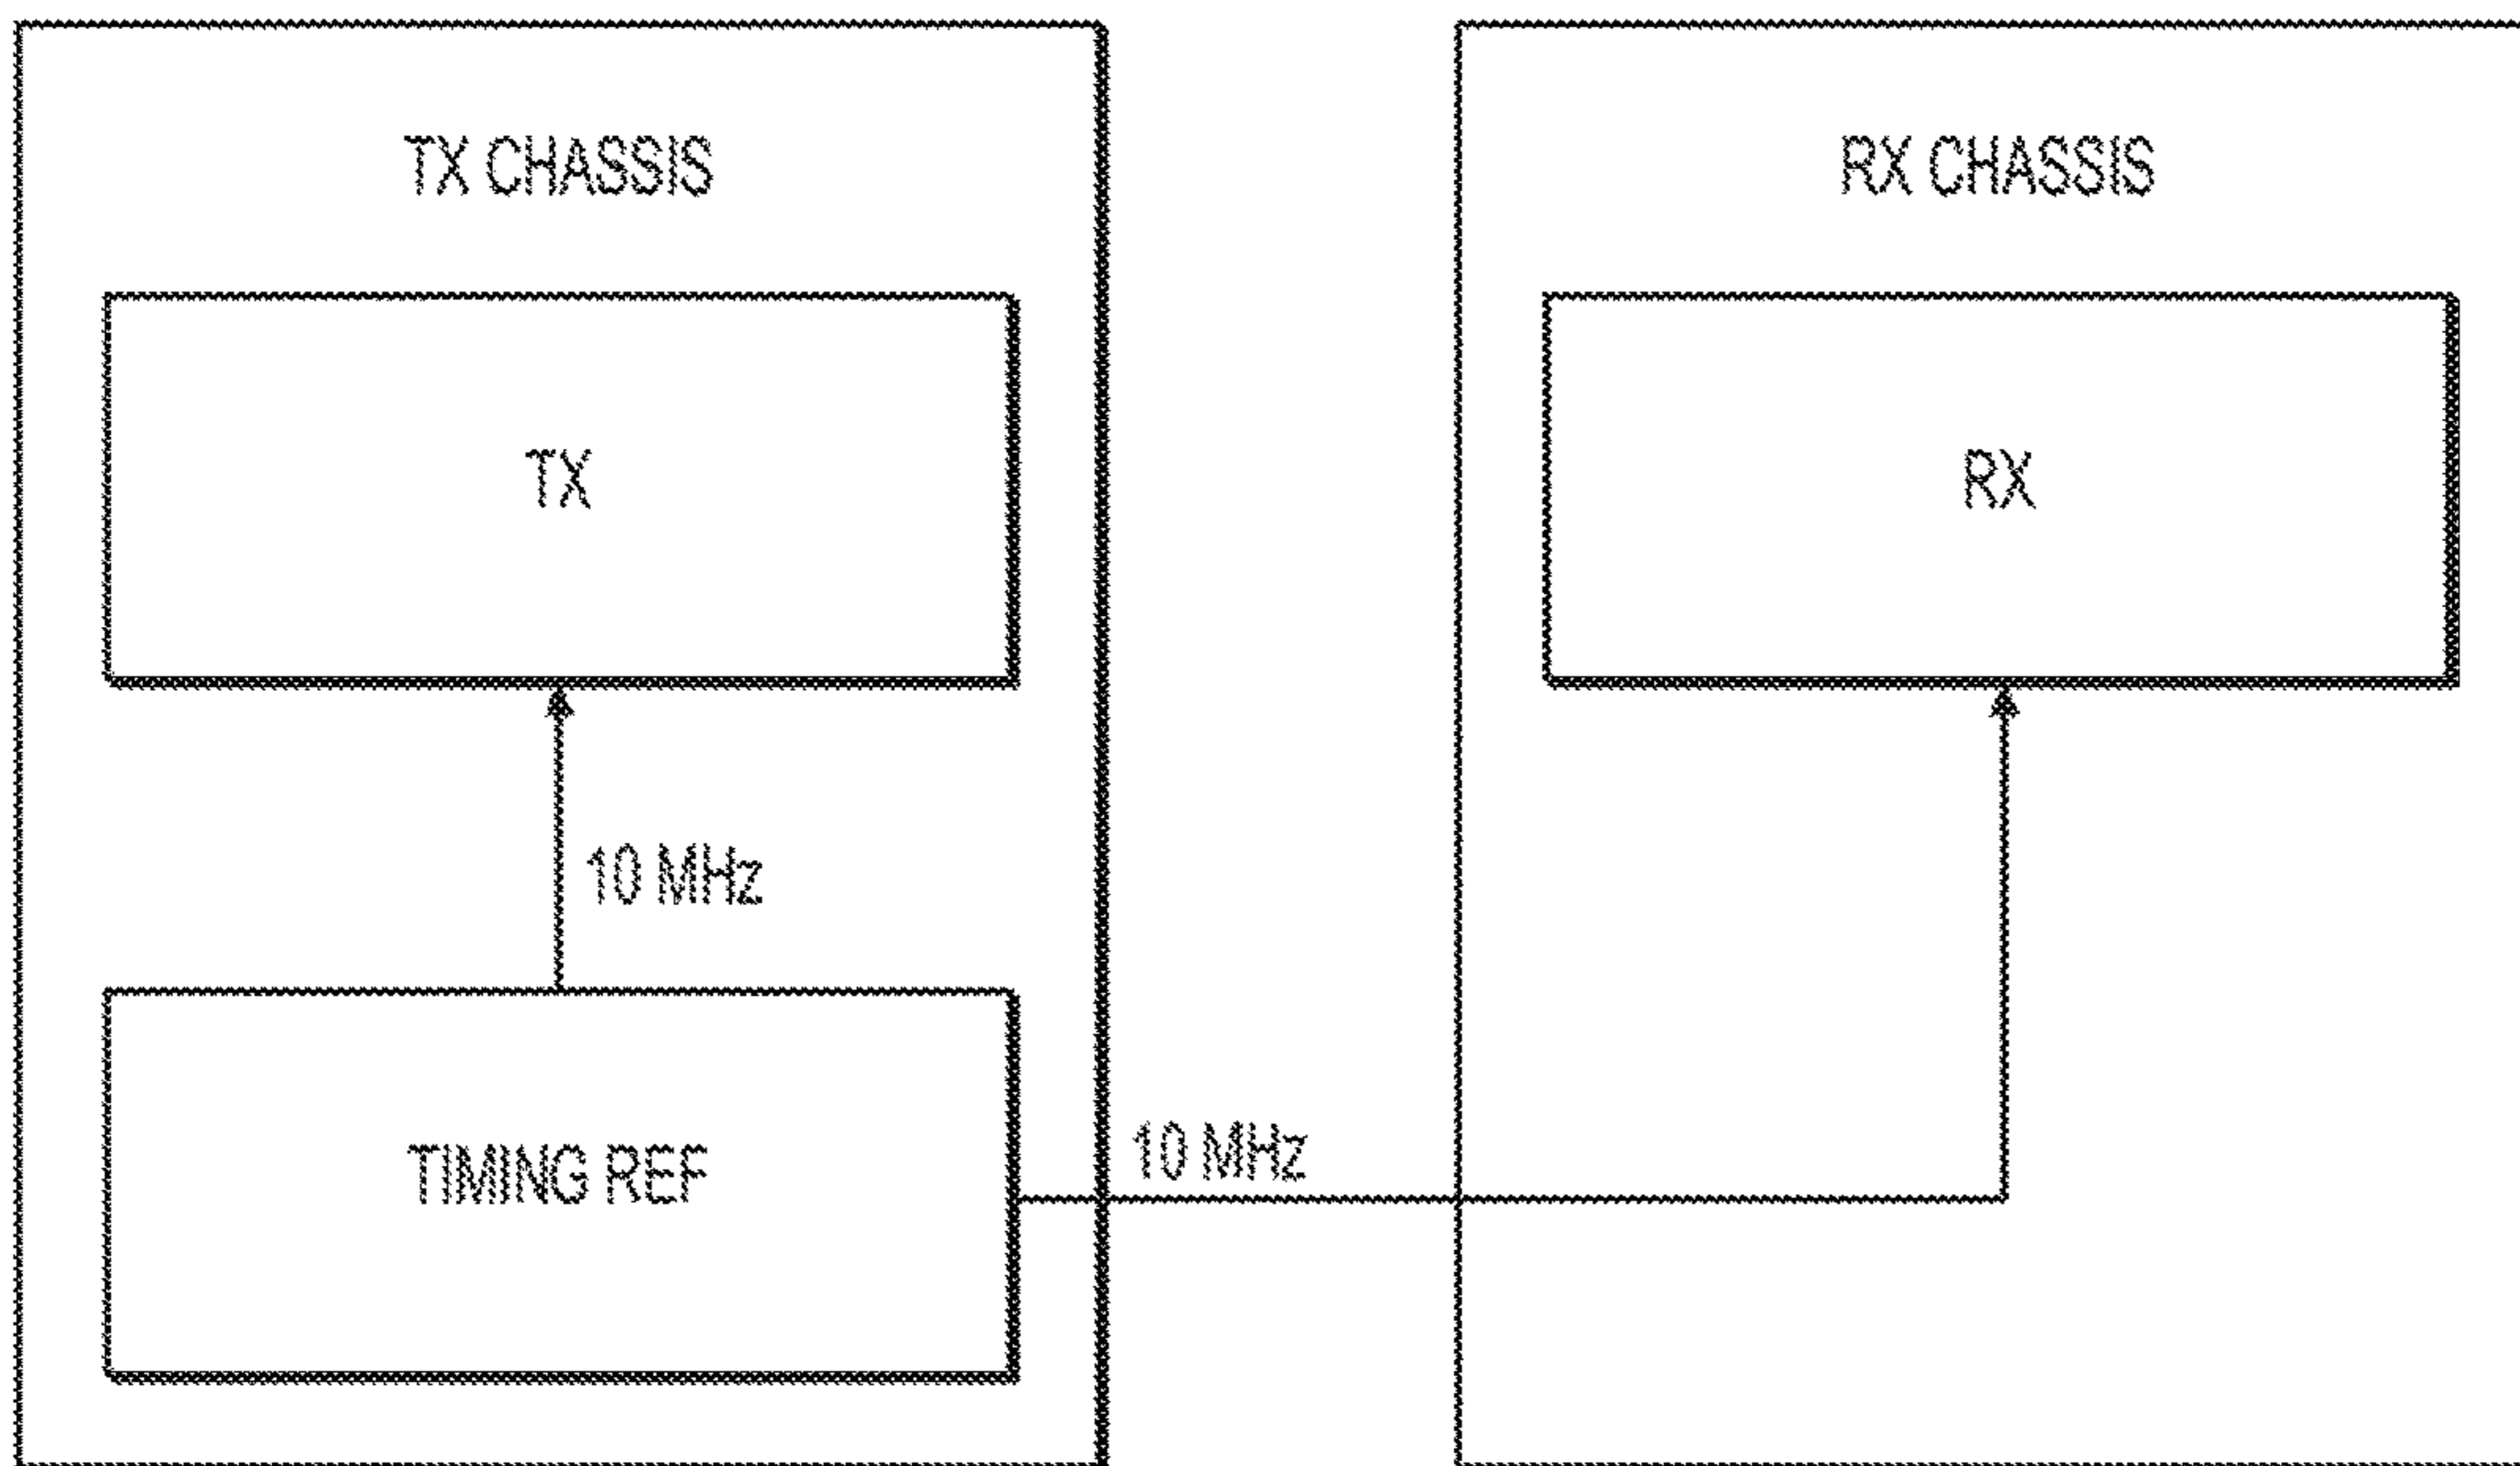 TX CHASSIS
RX CHASSIS
TX
RX
10 MHz
TIMING REF
10 MHz